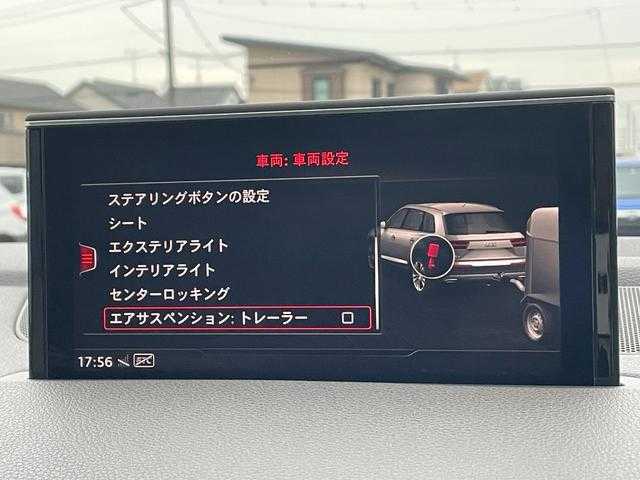 車両: 車両設定
ステアリングボタンの設定
シート
エクステリアライト
インテリアライト
センターロッキング
エアサスペンション: トレーラー
17:56 ETC